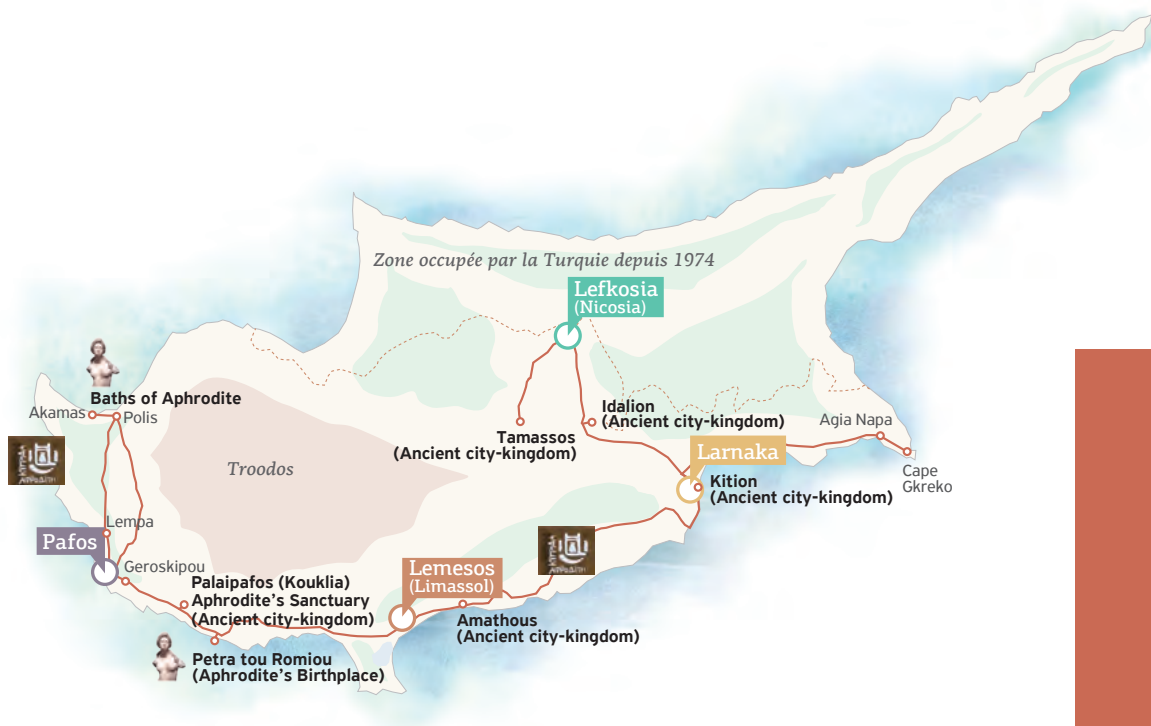 Zone occupée par la Turquie depuis 1974
Lefkosia
(Nicosia)
Baths of Aphrodite
Akamas
Polis
Idalion
(Ancient city-kingdom)
Agia Napa
Tamassos
(Ancient city-kingdom)
Larnaka
Troodos
Cape
Gkreko
Kition
(Ancient city-kingdom)
Lempa
Pafos
Geroskipou
Lemesos
(Limassol)
Palaipafos (Kouklia)
Aphrodite's Sanctuary
(Ancient city-kingdom)
Amathous
(Ancient city-kingdom)
Petra tou Romiou
(Aphrodite's Birthplace)